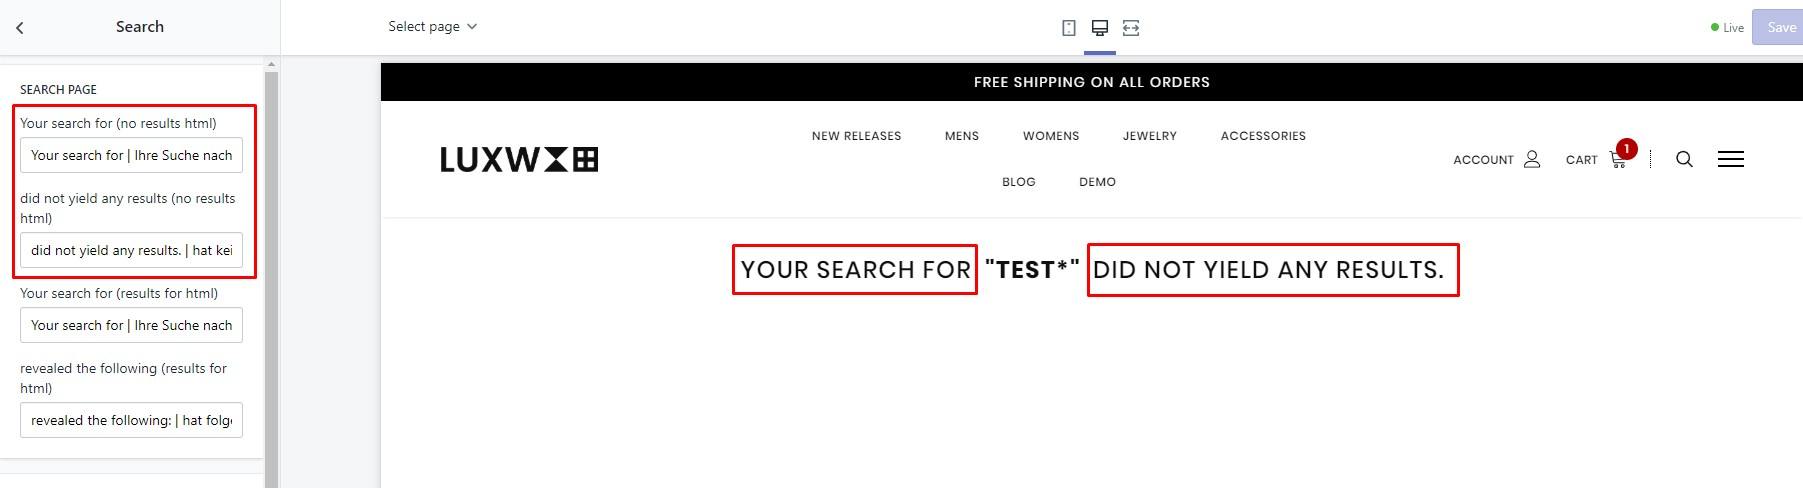 Search
Select page
Live
Save
SEARCH PAGE
Your search for (no results html)
Your search for | Ihre Suche nach
did not yield any results (no results
html)
did not yield any results. | hat kei
Your search for (results for html)
Your search for | Ihre Suche nach
revealed the following (results for
html)
revealed the following: | hat folg
FREE SHIPPING ON ALL ORDERS
LUXW
NEW RELEASES MENS WOMENS JEWELRY ACCESSORIES
BLOG DEMO
ACCOUNT CART 1
YOUR SEARCH FOR "TEST*" DID NOT YIELD ANY RESULTS.